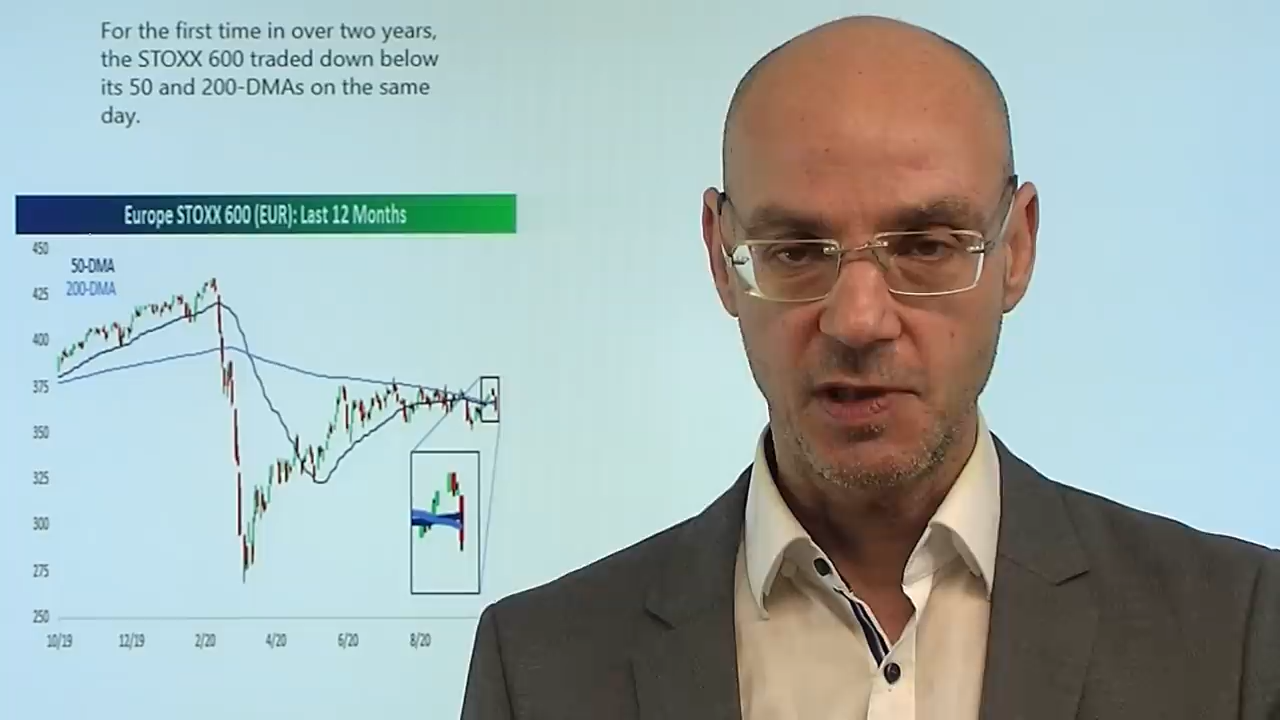 For the first time in over two years,
the STOXX 600 traded down below
its 50 and 200-DMAs on the same
day.
Europe STOXX 600 (EUR): Last 12 Months
450
50-DMA
200-DMA
425
400
375
350
325
300
275
250
10/19 12/19 2/20 4/20 6/20 8/20